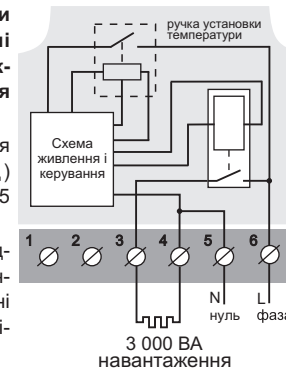 ручка установки
температури
Схема
живлення і
керування
1 2 3 4 5 6
N L
нуль фаза
3 000 ВА
навантаження